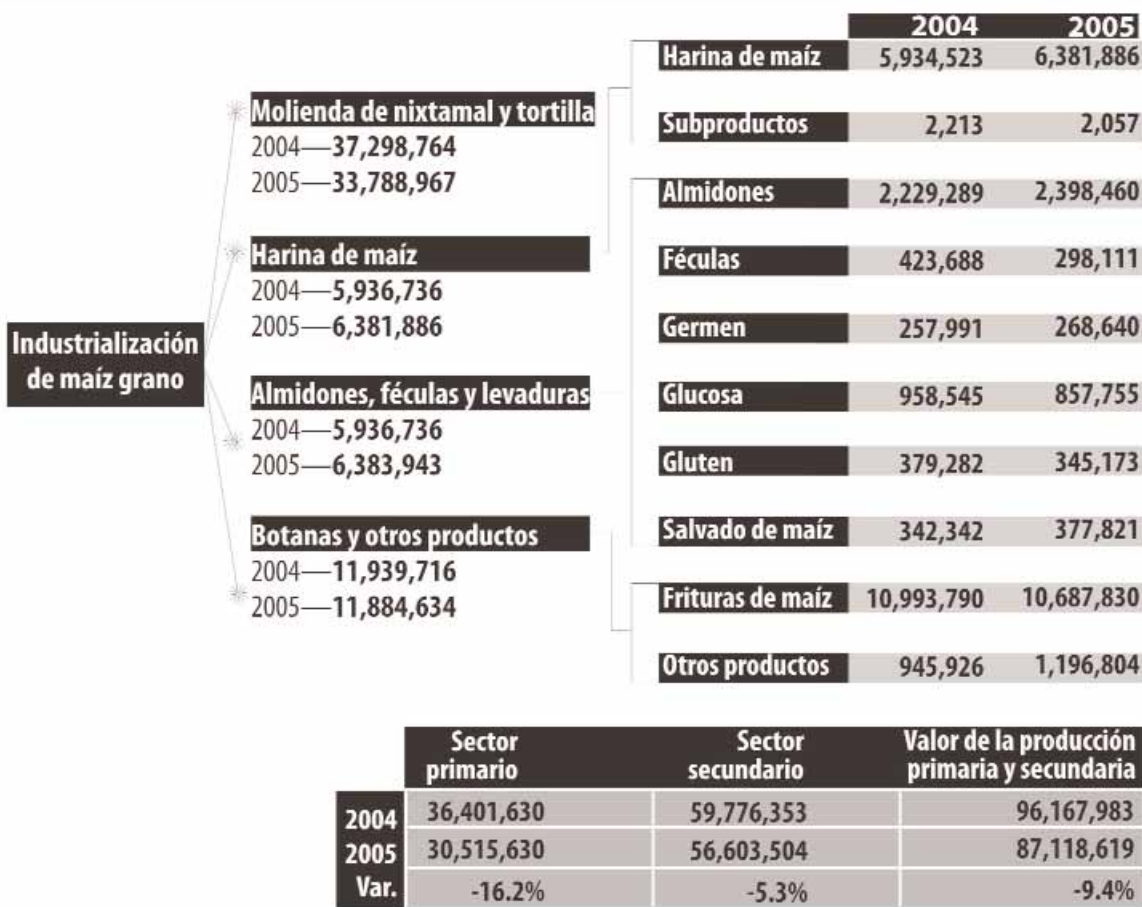 Industrialización
de maíz grano
Molienda de nixtamal y tortilla
2004—37,298,764
2005—33,788,967
Harina de maíz
2004—5,936,736
2005—6,381,886
Almidones, féculas y levaduras
2004—5,936,736
2005—6,383,943
Botanas y otros productos
2004—11,939,716
2005—11,884,634
2004 2005
Harina de maíz 5,934,523 6,381,886
Subproductos 2,213 2,057
Almidones 2,229,289 2,398,460
Féculas 423,688 298,111
Germen 257,991 268,640
Glucosa 958,545 857,755
Gluten 379,282 345,173
Salvado de maíz 342,342 377,821
Frituras de maíz 10,993,790 10,687,830
Otros productos 945,926 1,196,804
Sector primario Sector secundario Valor de la producción primaria y secundaria
2004 36,401,630 59,776,353 96,167,983
2005 30,515,630 56,603,504 87,118,619
Var. -16.2% -5.3% -9.4%